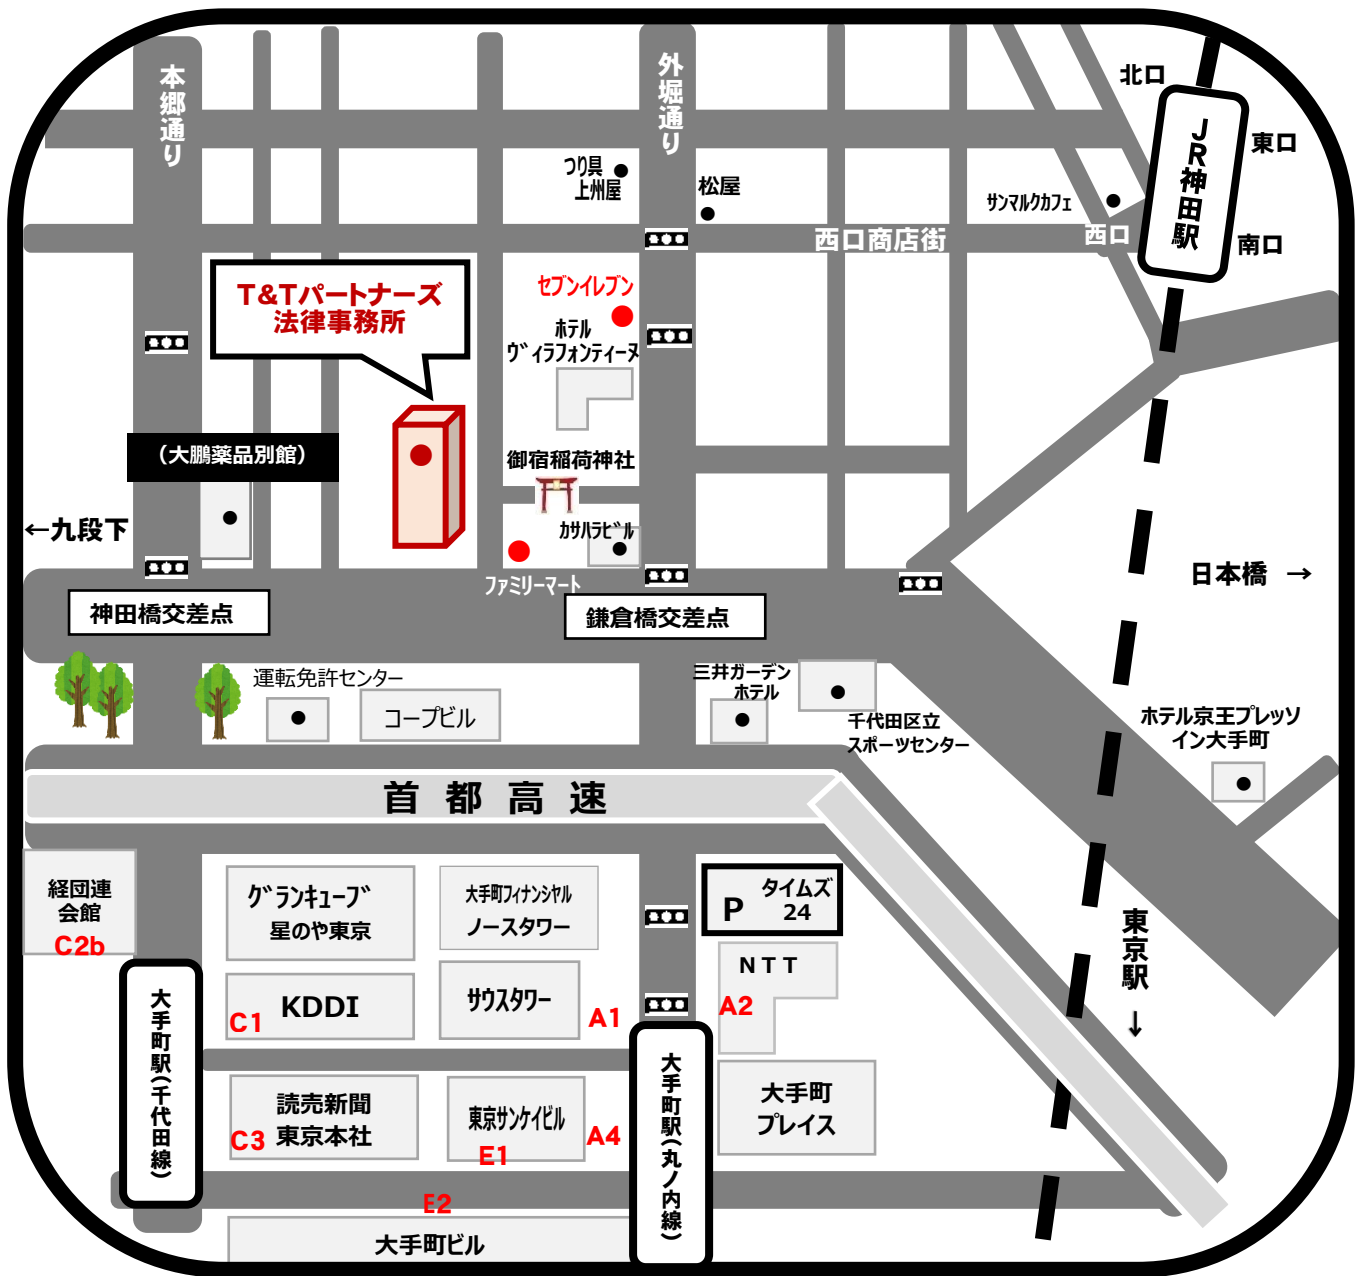 本郷通り
外堀通り
北口
JR神田駅
東口
つり具
上州屋
松屋
ｻﾝﾏﾙｸｶﾌｪ
西口商店街
西口
南口
T&Tパートナーズ
法律事務所
ｾﾌﾞﾝｲﾚﾌﾞﾝ
ﾎﾃﾙ
ｳﾞｨﾗﾌｫﾝﾃｨｰﾇ
（大鵬薬品別館）
御宿稲荷神社
←九段下
ｶｻﾊﾗﾋﾞﾙ
ﾌｧﾐﾘｰﾏｰﾄ
日本橋 →
神田橋交差点
鎌倉橋交差点
運転免許センター
コープビル
三井ガーデン
ホテル
千代田区立
スポーツセンター
ホテル京王プレッソ
イン大手町
首都高速
経団連
会館
C2b
ｸﾞﾗﾝｷｭｰﾌﾞ
星のや東京
大手町ﾌｨﾅﾝｼｬﾙ
ノースタワー
P タイムズ
24
東京駅
↓
NTT
A2
KDDI
C1
ｻｳｽﾀﾜｰ
A1
大手町駅(千代田線)
大手町駅(丸ノ内線)
読売新聞
東京本社
C3
東京ｻﾝｹｲﾋﾞﾙ
E1
A4
大手町
プレイス
E2
大手町ビル